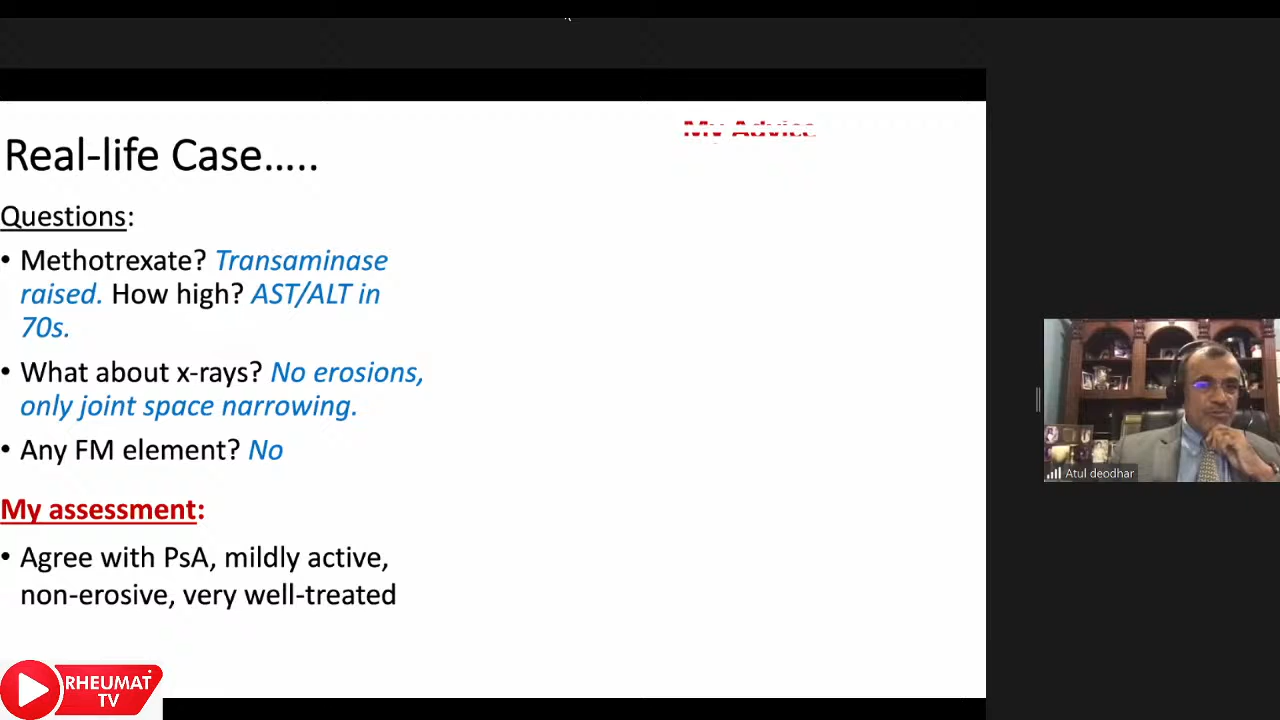 My Advice
Real-life Case.....
Questions:
• Methotrexate? Transaminase
raised. How high? AST/ALT in
70s.
• What about x-rays? No erosions,
only joint space narrowing.
• Any FM element? No
My assessment:
• Agree with PsA, mildly active,
non-erosive, very well-treated
Atul deodhar
RHEUMAT
TV